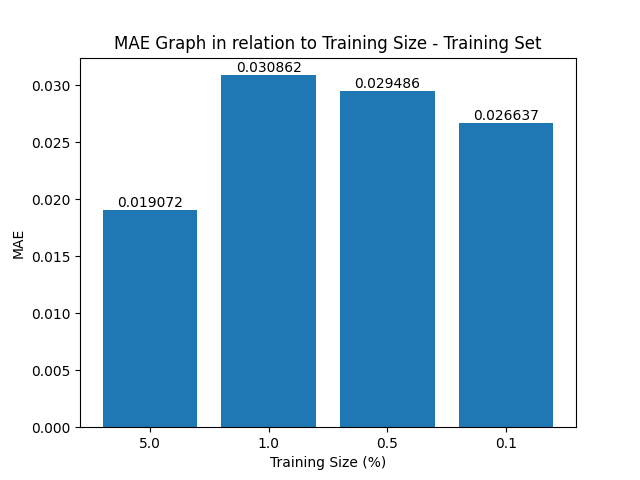 MAE Graph in relation to Training Size - Training Set
0.030862
0.030
0.029486
0.026637
0.025
0.020
0.019072
0.015
MAE
0.010
0.005
0.000
5.0 1.0 0.5 0.1
Training Size (%)